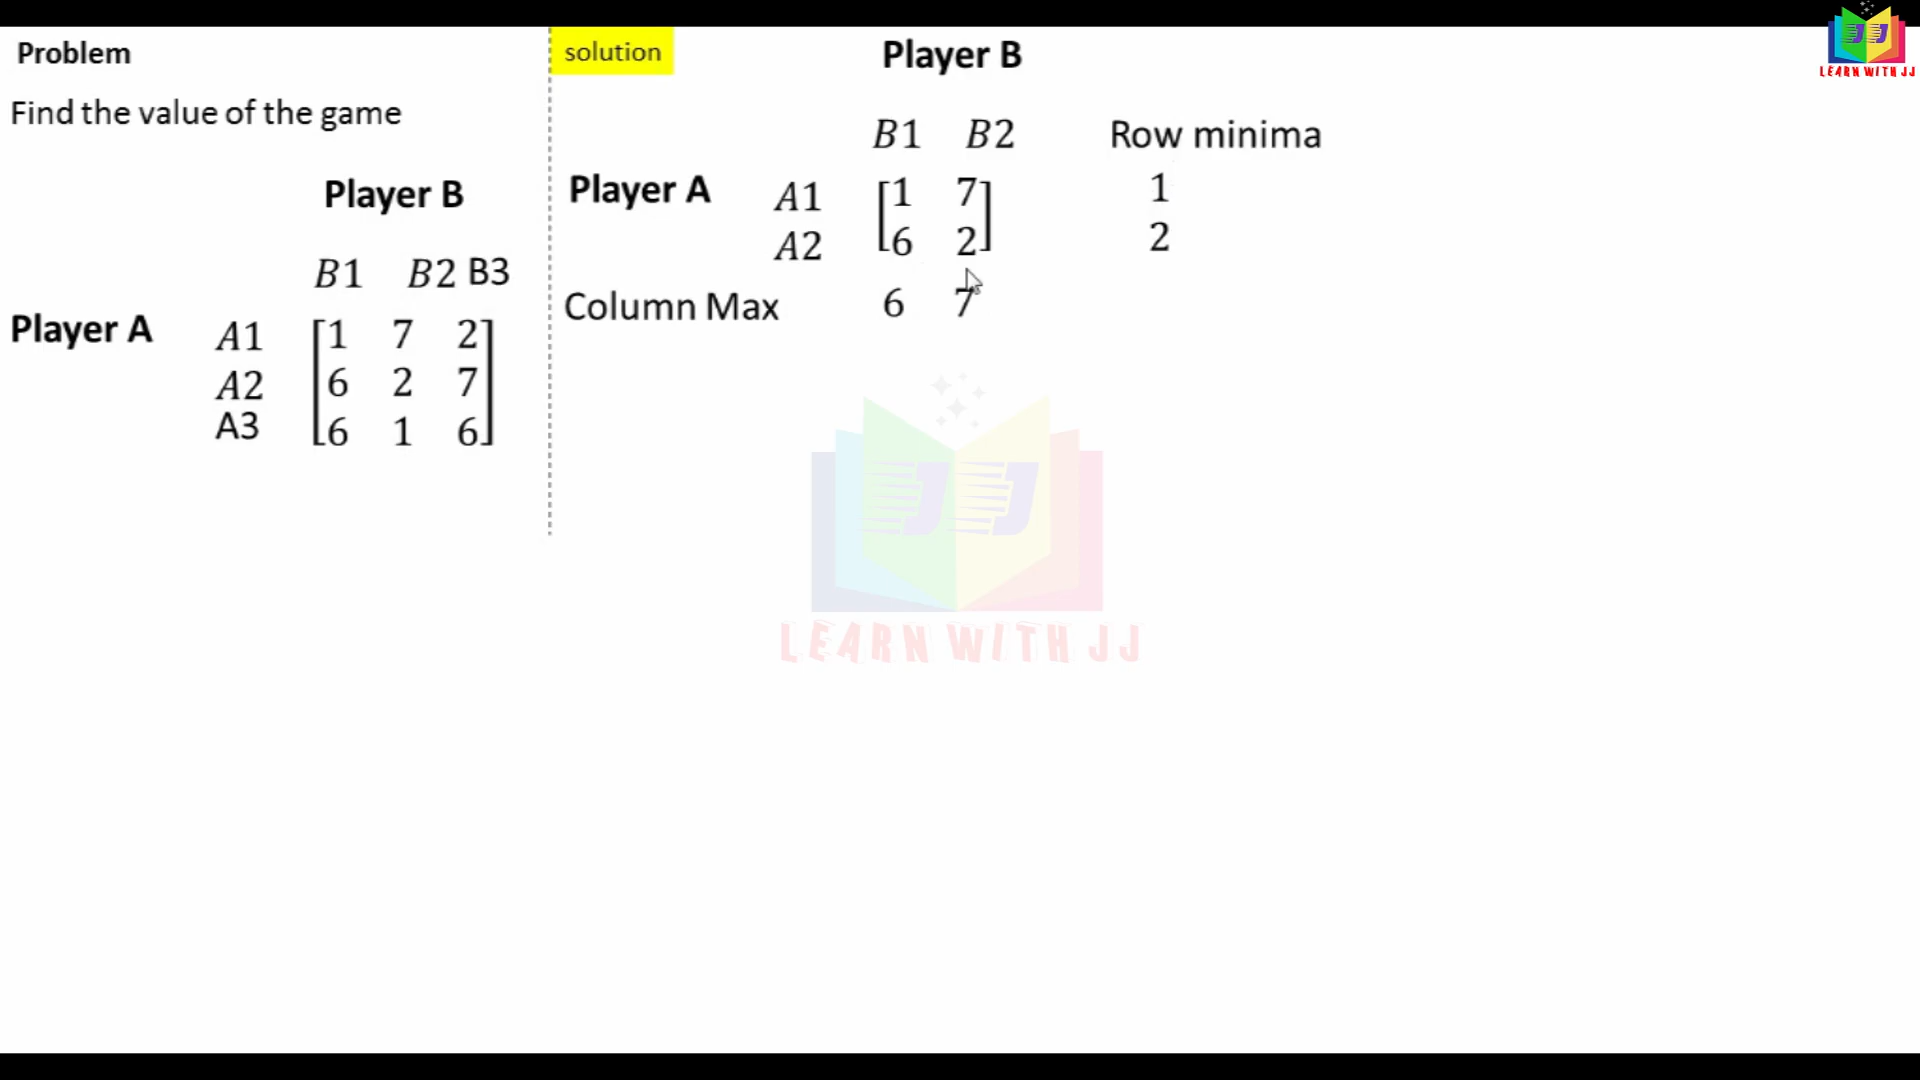 Problem
Find the value of the game
Player B
B1 B2 B3
Player A
A1 1 7 2
A2 6 2 7
A3 6 1 6
solution
Player B
B1 B2 Row minima
Player A A1 1 7 1
A2 6 2 2
Column Max 6 7
JJ
LEARN WITH JJ
JJ
LEARN WITH JJ